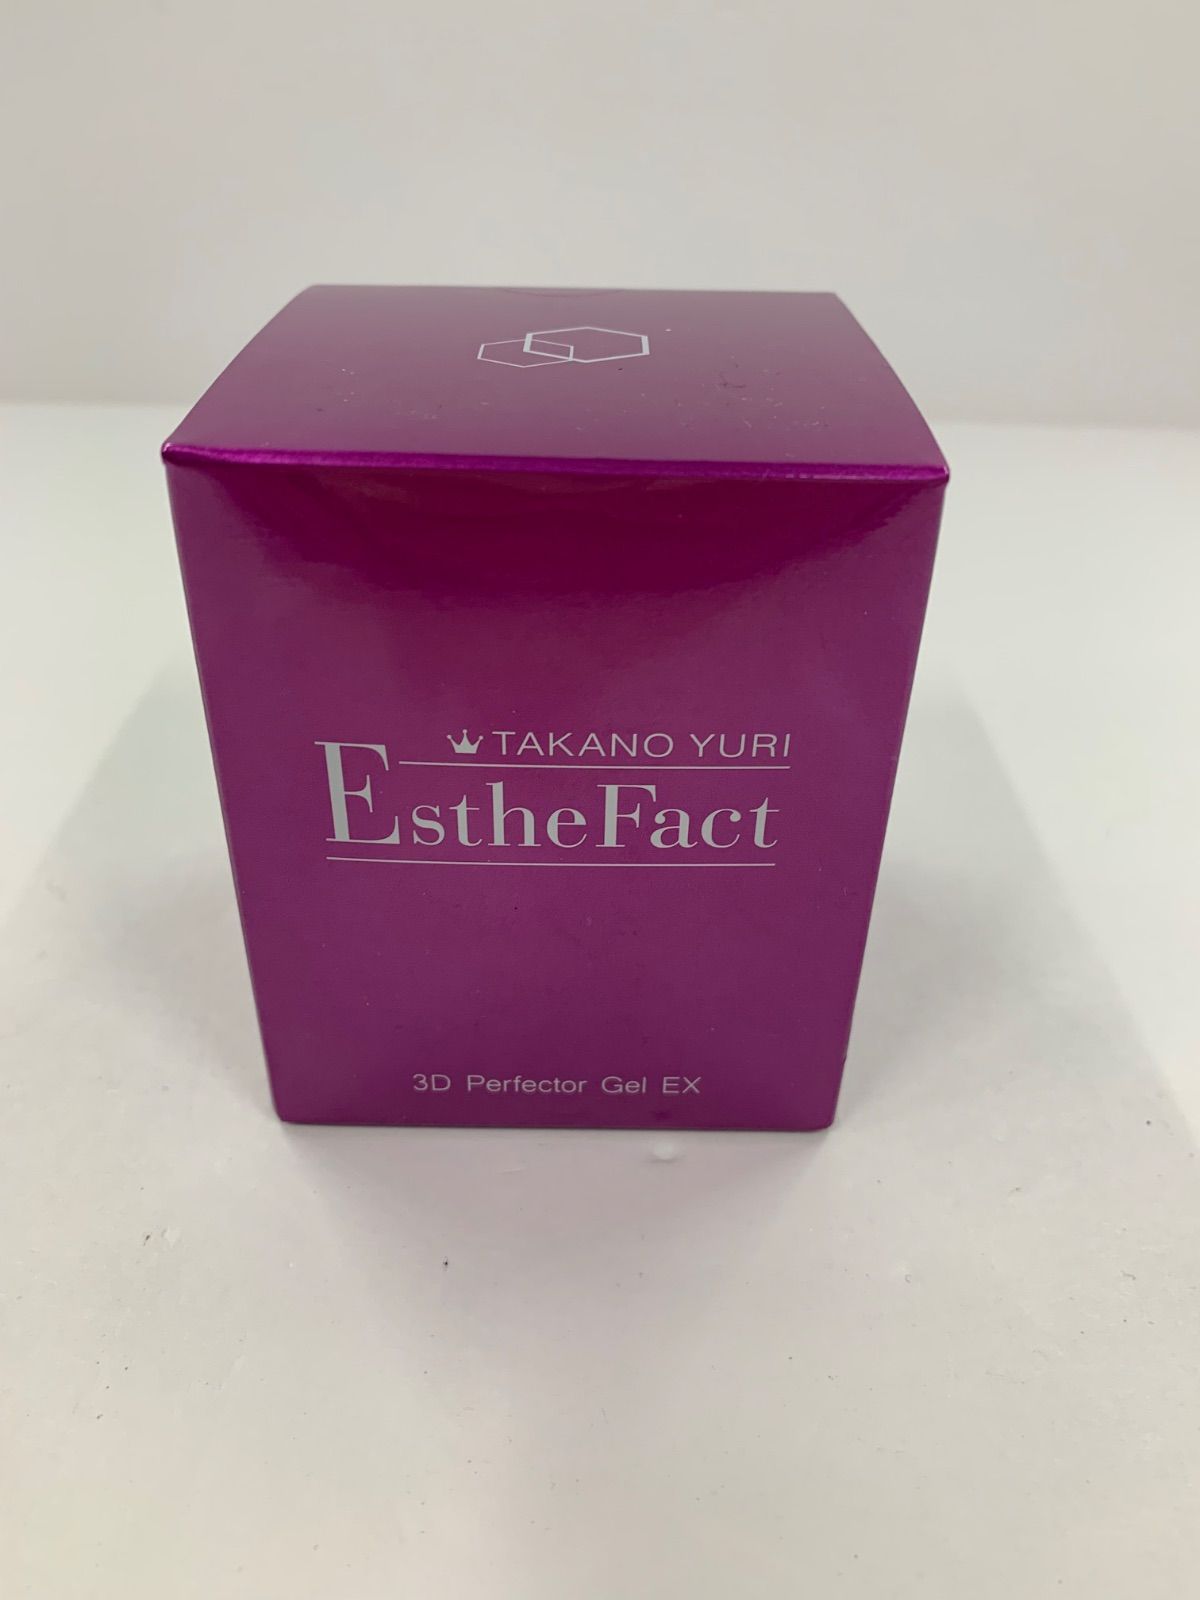 TAKANO YURI
EstheFact
3D Perfector Gel EX